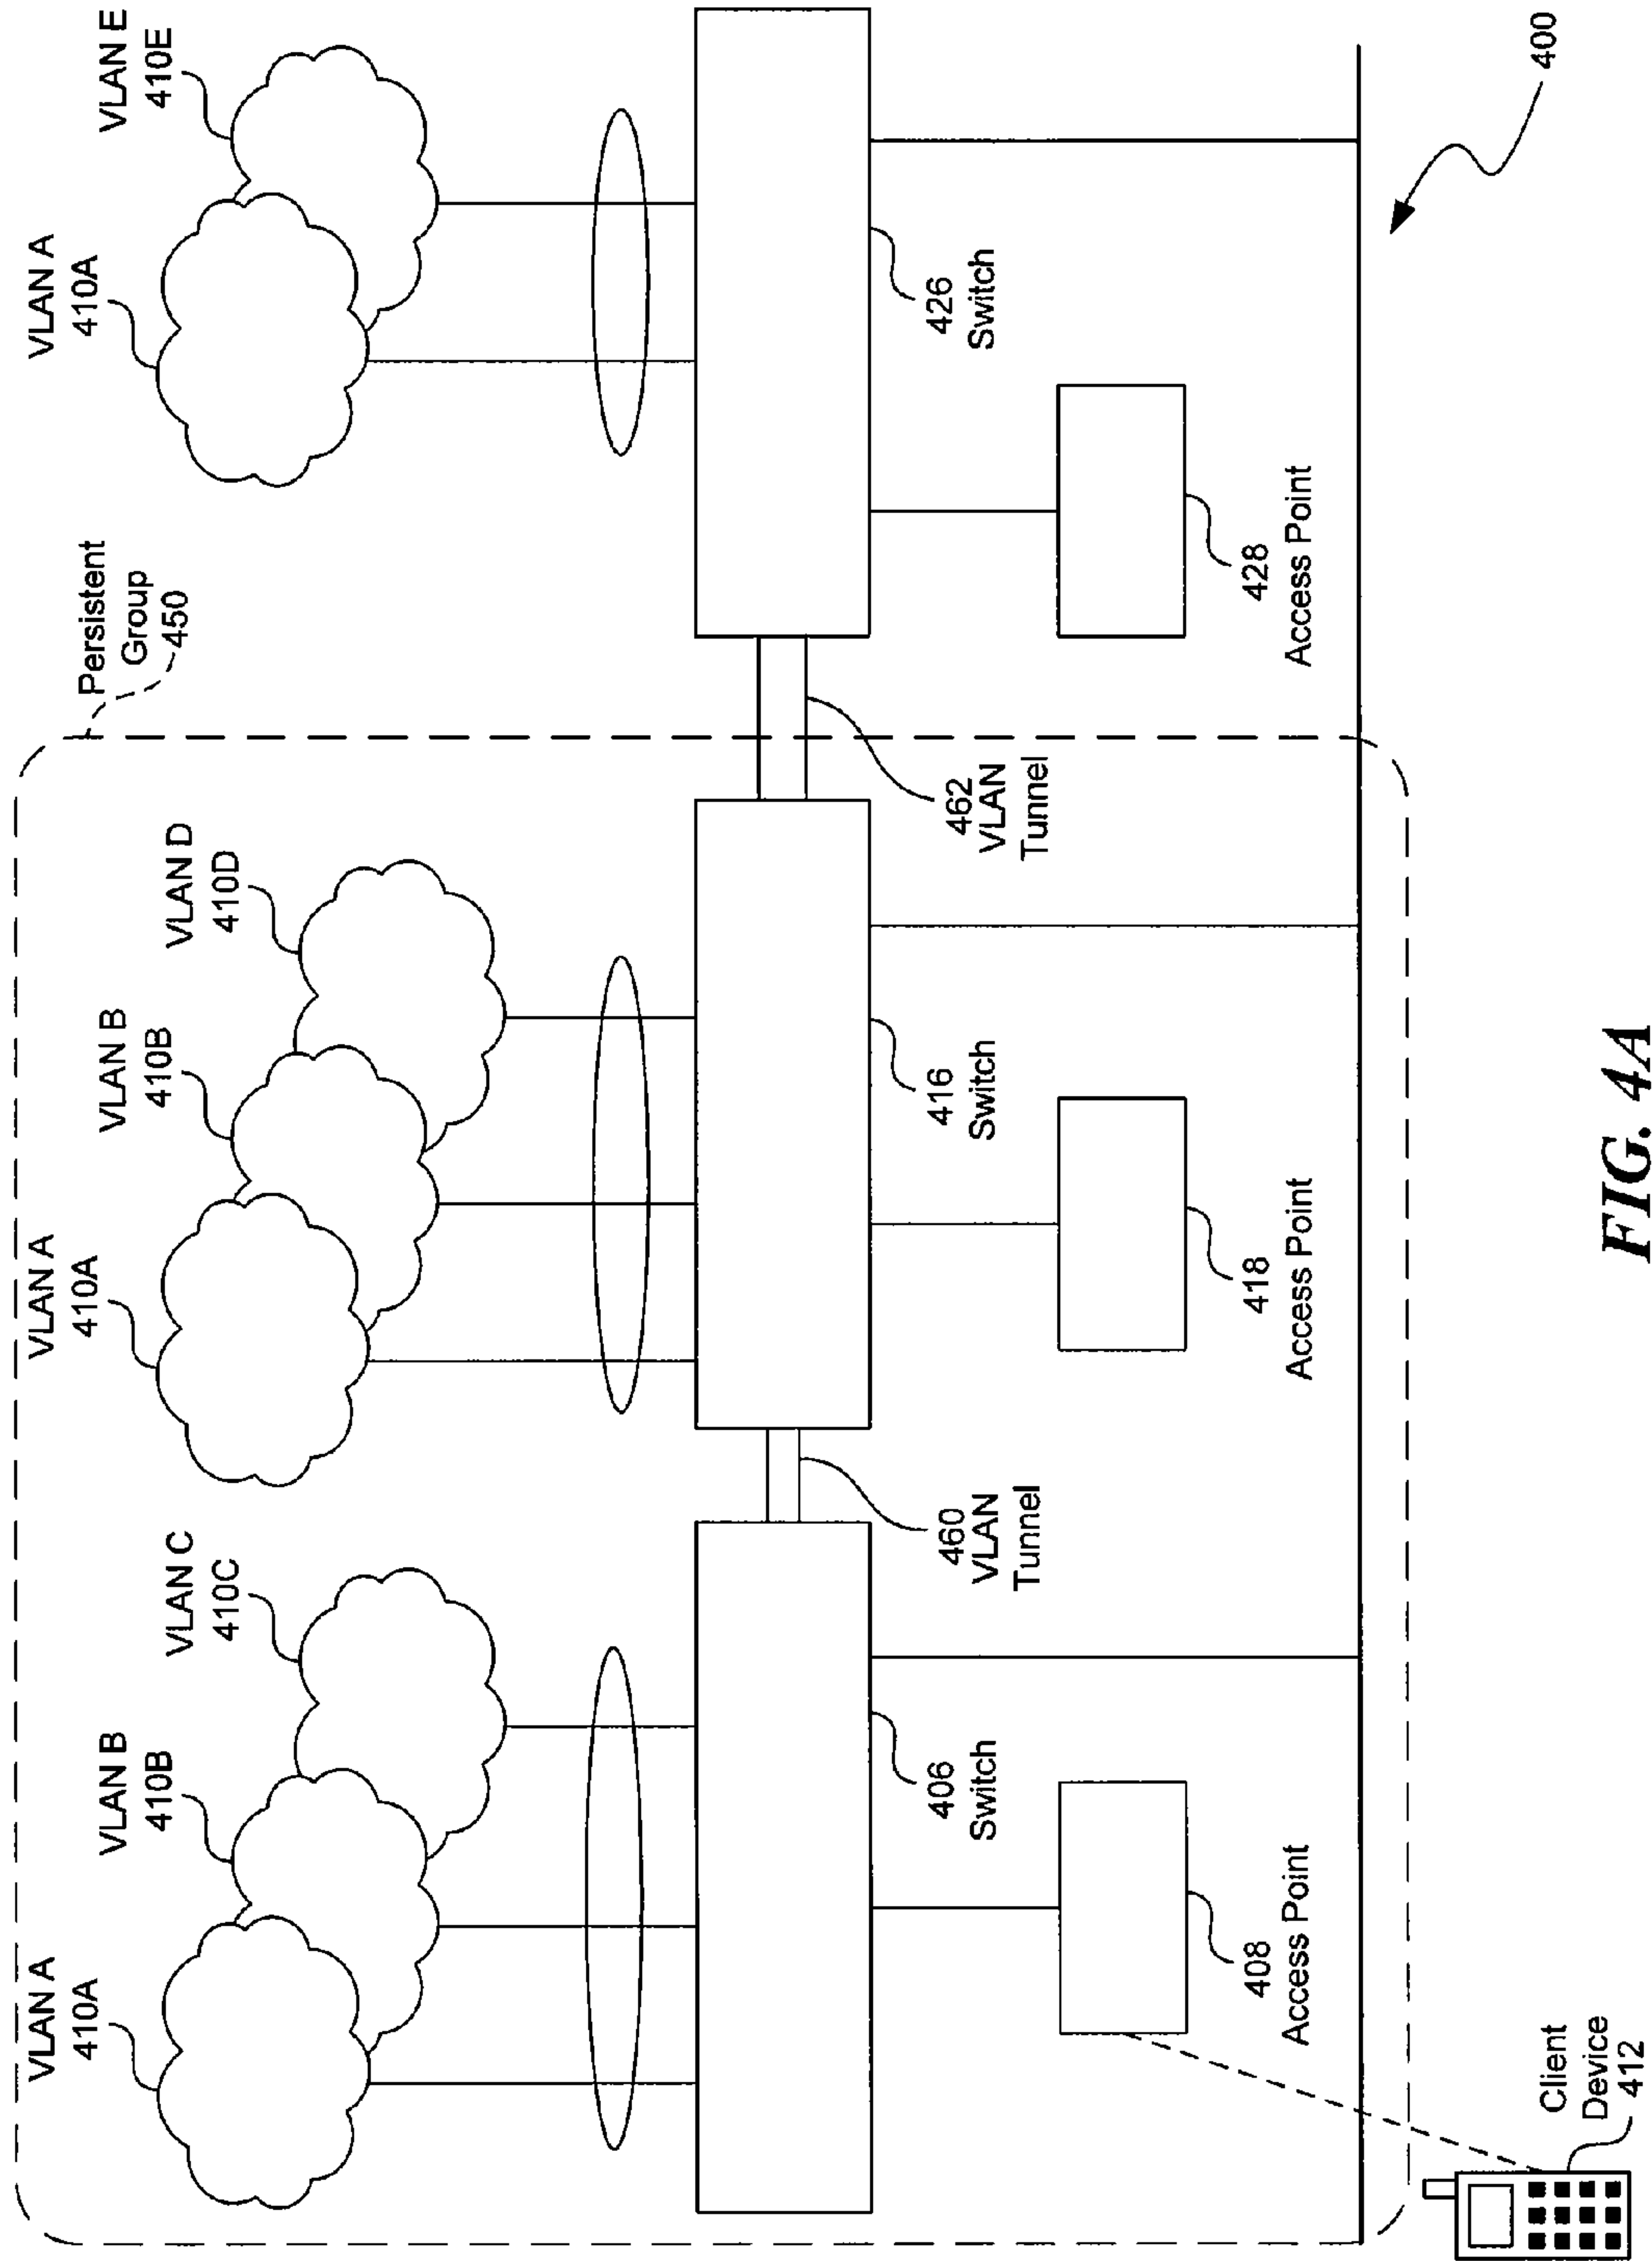 VLAN A
410A
VLAN B
410B
VLAN C
410C
VLAN A
410A
VLAN B
410B
VLAN D
410D
Persistent
Group
450
VLAN A
410A
VLAN E
410E
406
Switch
460
VLAN
Tunnel
416
Switch
462
VLAN
Tunnel
426
Switch
408
Access Point
418
Access Point
428
Access Point
Client
Device
412
400
FIG. 4A